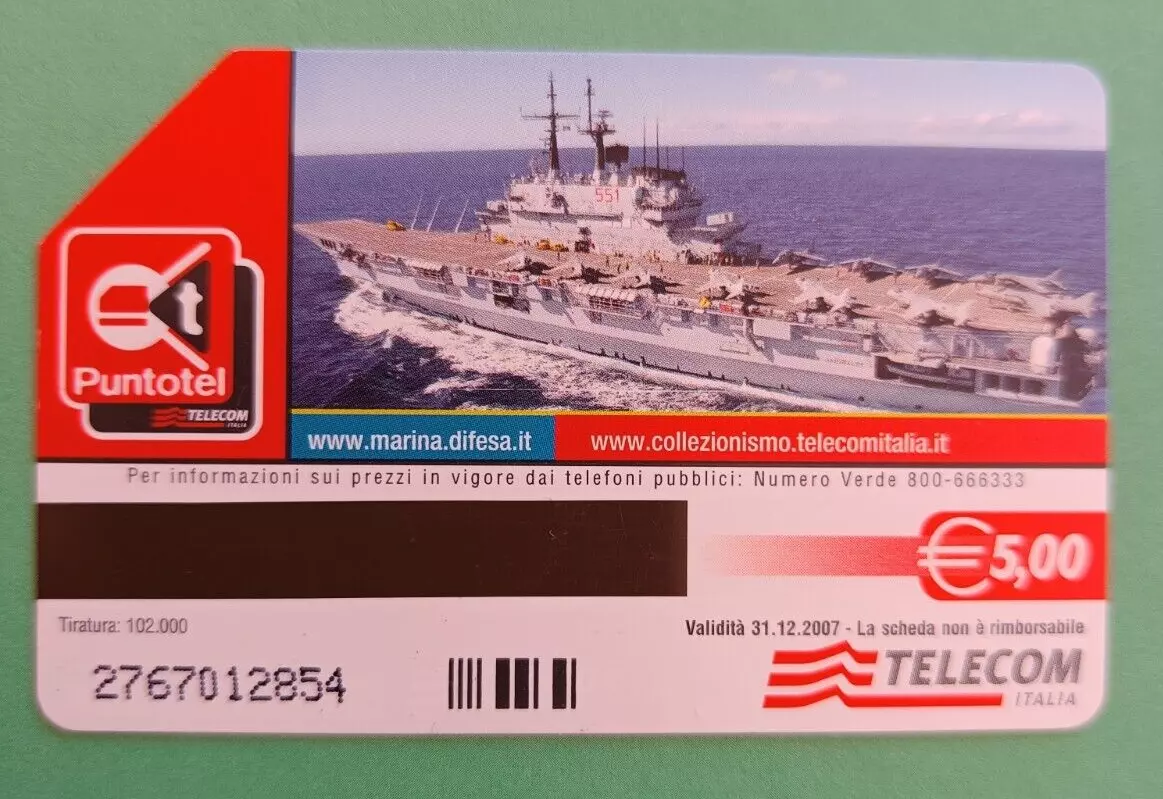 551
t
Puntotel
TELECOM
ITALIA
www.marina.difesa.it
www.collezionismo.telecomitalia.it
Per informazioni sui prezzi in vigore dai telefoni pubblici: Numero Verde 800-666333
€5,00
Tiratura: 102.000
Validità 31.12.2007 - La scheda non è rimborsabile
2767012854
TELECOM
ITALIA